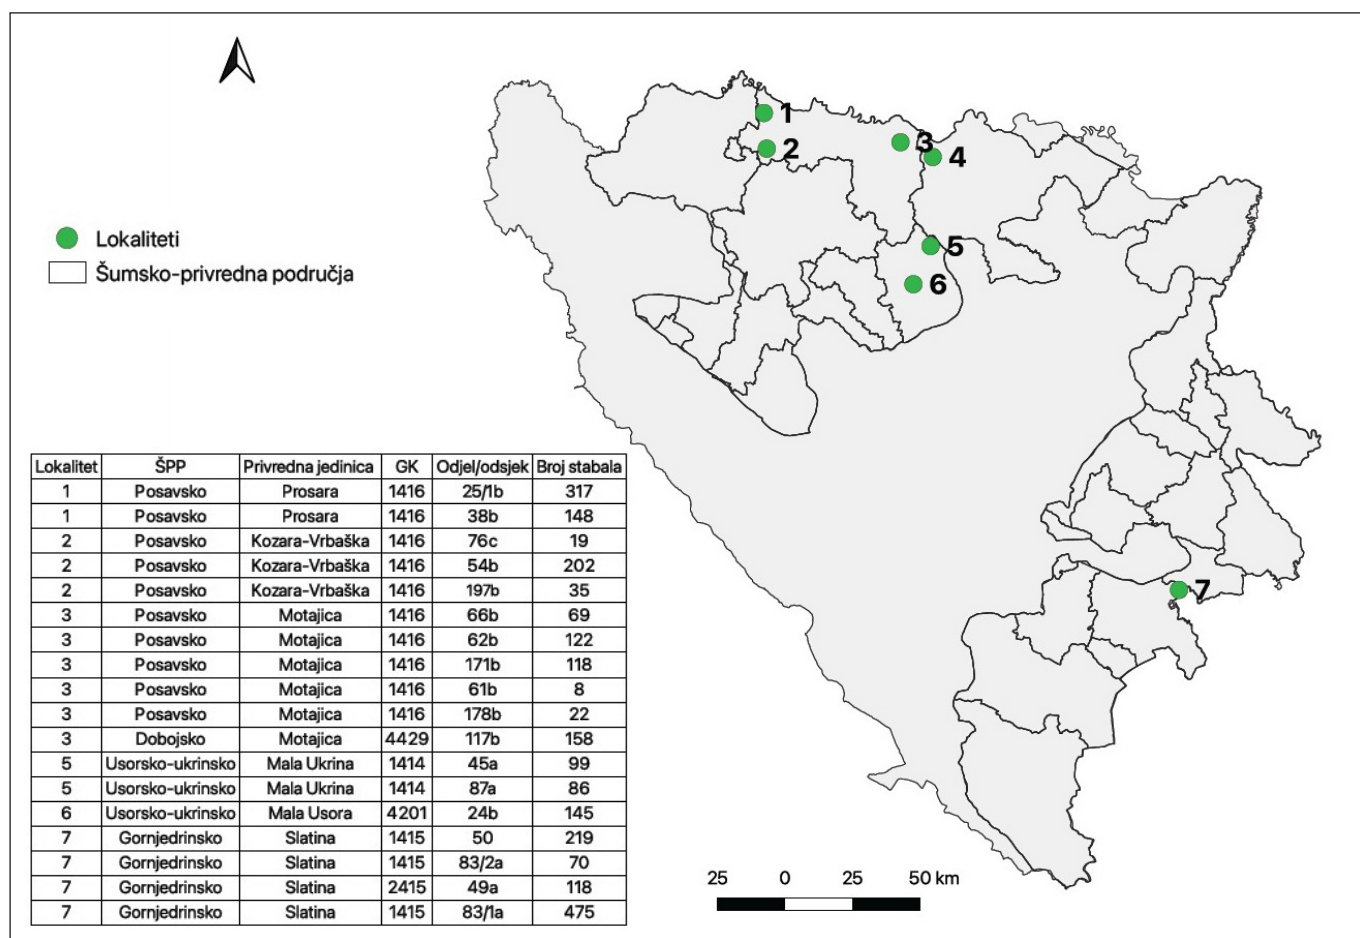 1
2
3
4
5
6
7
Lokaliteti
Šumsko-privredna područja
Lokalitet ŠPP Privredna jedinica GK Odjel/odsjek Broj stabala
1 Posavsko Prosara 1416 25/1b 317
1 Posavsko Prosara 1416 38b 148
2 Posavsko Kozara-Vrbaška 1416 76c 19
2 Posavsko Kozara-Vrbaška 1416 54b 202
2 Posavsko Kozara-Vrbaška 1416 197b 35
3 Posavsko Motajica 1416 66b 69
3 Posavsko Motajica 1416 62b 122
3 Posavsko Motajica 1416 171b 118
3 Posavsko Motajica 1416 61b 8
3 Posavsko Motajica 1416 178b 22
3 Dobojsko Motajica 4429 117b 158
5 Usorsko-ukrinsko Mala Ukrina 1414 45a 99
5 Usorsko-ukrinsko Mala Ukrina 1414 87a 86
6 Usorsko-ukrinsko Mala Usora 4201 24b 145
7 Gornjedrinsko Slatina 1415 50 219
7 Gornjedrinsko Slatina 1415 83/2a 70
7 Gornjedrinsko Slatina 2415 49a 118
7 Gornjedrinsko Slatina 1415 83/1a 475
25 0 25 50 km